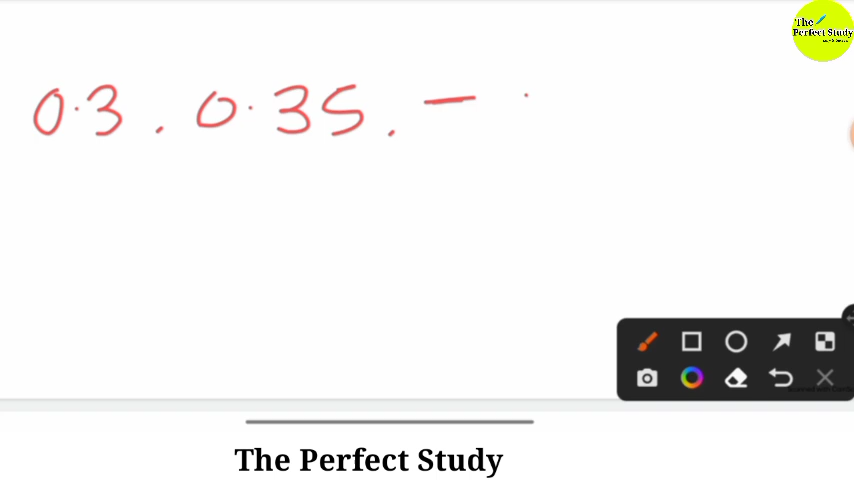 The
Perfect Study
0.3 . 0.35 . —
The Perfect Study